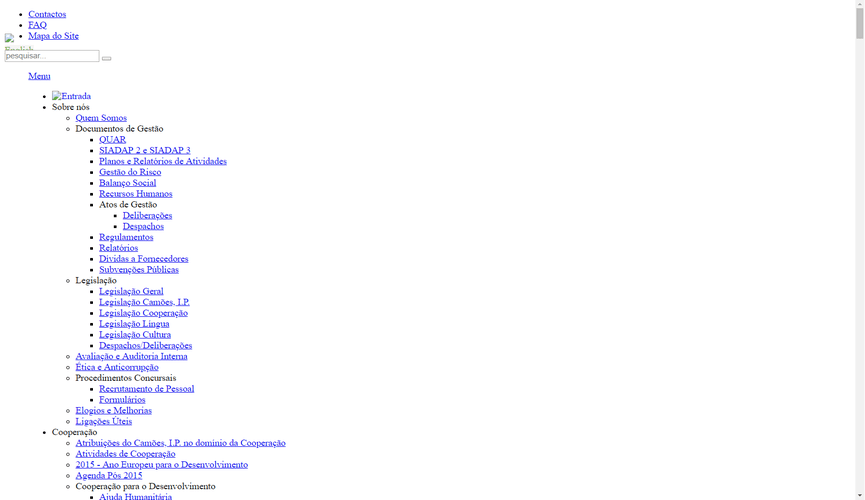 Contactos
FAQ
Mapa do Site
pesquisar...
Menu
Entrada
Sobre nós
Quem Somos
Documentos de Gestão
QUAR
SIADAP 2 e SIADAP 3
Planos e Relatórios de Atividades
Gestão do Risco
Balanço Social
Recursos Humanos
Atos de Gestão
Deliberações
Despachos
Regulamentos
Relatórios
Dívidas a Fornecedores
Subvenções Públicas
Legislação
Legislação Geral
Legislação Camões, I.P.
Legislação Cooperação
Legislação Língua
Legislação Cultura
Despachos/Deliberações
Avaliação e Auditoria Interna
Ética e Anticorrupção
Procedimentos Concursais
Recrutamento de Pessoal
Formulários
Elogios e Melhorias
Ligações Úteis
Cooperação
Atribuições do Camões, I.P. no domínio da Cooperação
Atividades de Cooperação
2015 - Ano Europeu para o Desenvolvimento
Agenda Pós 2015
Cooperação para o Desenvolvimento
Ajuda Humanitária